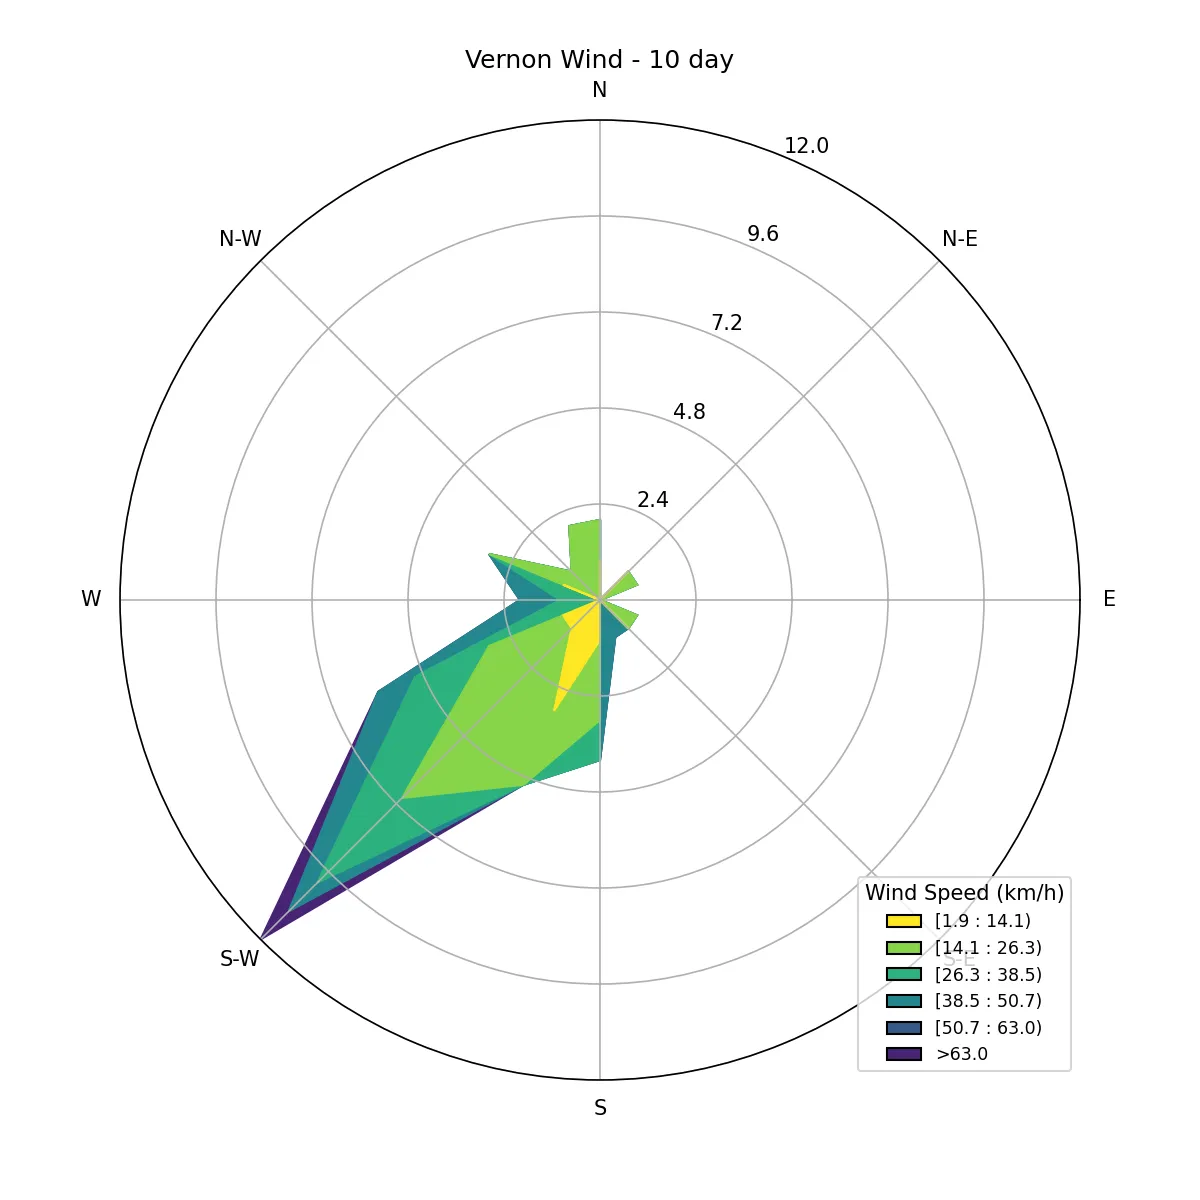 Vernon Wind - 10 day
N
12.0
N-W
9.6
N-E
7.2
4.8
2.4
W
E
S-W
S-E
Wind Speed (km/h)
[1.9 : 14.1)
[14.1 : 26.3)
[26.3 : 38.5)
[38.5 : 50.7)
[50.7 : 63.0)
>63.0
S